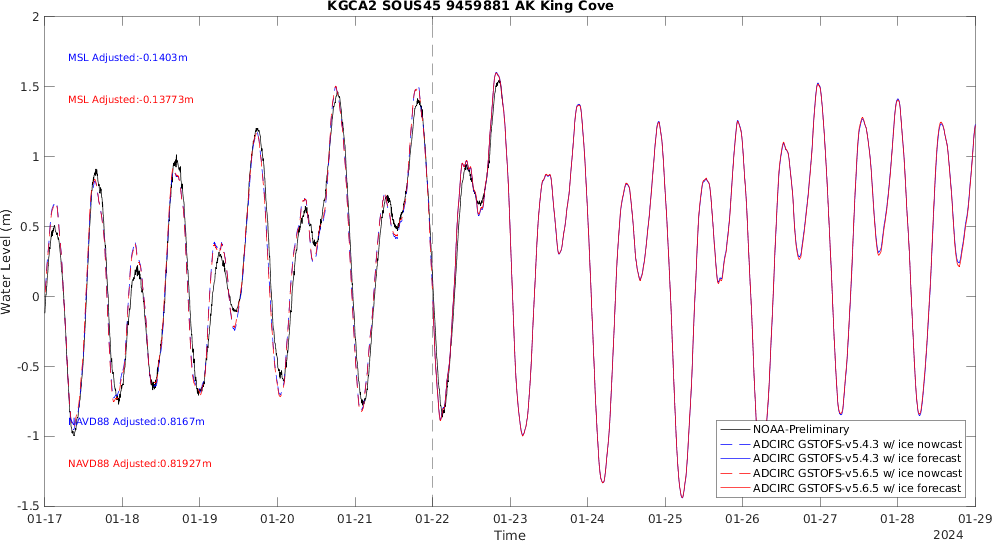 KGCA2 SOUS45 9459881 AK King Cove
2
1.5
1
0.5
0
-0.5
-1
-1.5
Water Level (m)
MSL Adjusted:-0.1403m
MSL Adjusted:-0.13773m
NAVD88 Adjusted:0.8167m
NAVD88 Adjusted:0.81927m
NOAA-Preliminary
ADCIRC GSTOFS-v5.4.3 w/ ice nowcast
ADCIRC GSTOFS-v5.4.3 w/ ice forecast
ADCIRC GSTOFS-v5.6.5 w/ ice nowcast
ADCIRC GSTOFS-v5.6.5 w/ ice forecast
01-17 01-18 01-19 01-20 01-21 01-22 01-23 01-24 01-25 01-26 01-27 01-28 01-29
Time
2024